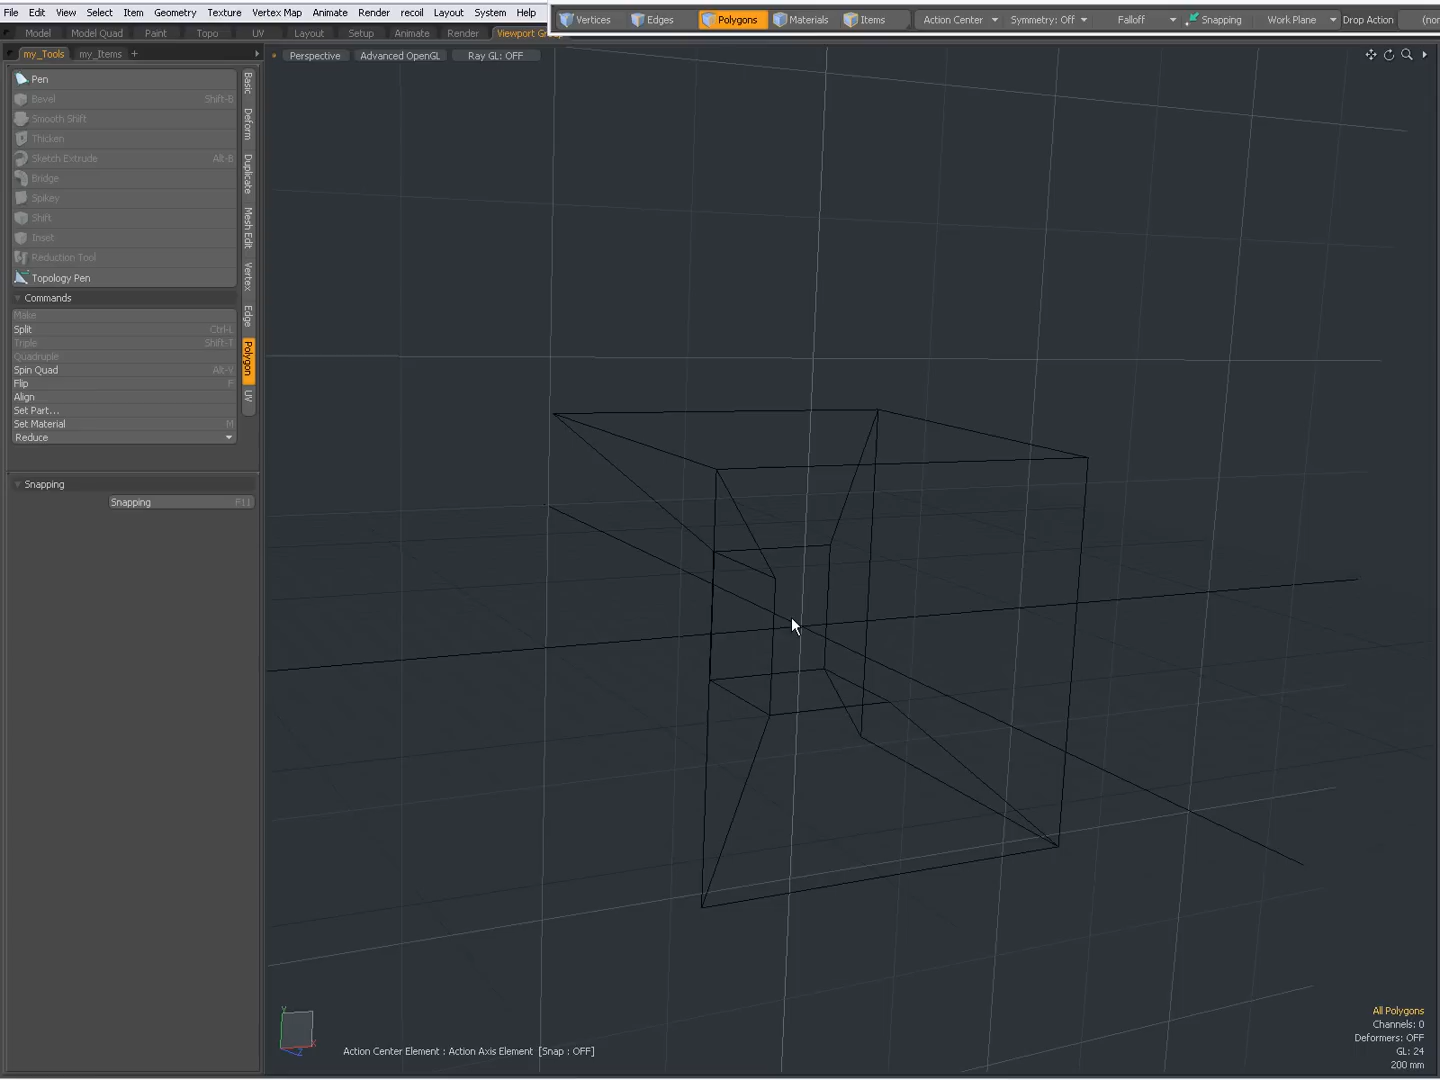 File Edit View Select Item Geometry Texture Vertex Map Animate Render recoil Layout System Help
Vertices Edges Polygons Materials Items Action Center Symmetry: Off Falloff Snapping Work Plane Drop Action (non
Model Model Quad Paint Topo UV Layout Setup Animate Render Viewport Gro
my_Tools my_Items +
Perspective Advanced OpenGL Ray GL: OFF
Pen
Bevel Shift-B
Smooth Shift
Thicken
Sketch Extrude Alt-B
Bridge
Spikey
Shift
Inset
Reduction Tool
Topology Pen
Commands
Make
Split Ctrl-L
Triple Shift-T
Quadruple
Spin Quad Alt-V
Flip F
Align
Set Part...
Set Material M
Reduce
Basic
Deform
Duplicate
Mesh Edit
Vertex
Edge
Polygon
UV
Snapping
Snapping F11
Y
X
Z
Action Center Element : Action Axis Element [Snap : OFF]
All Polygons
Channels: 0
Deformers: OFF
GL: 24
200 mm